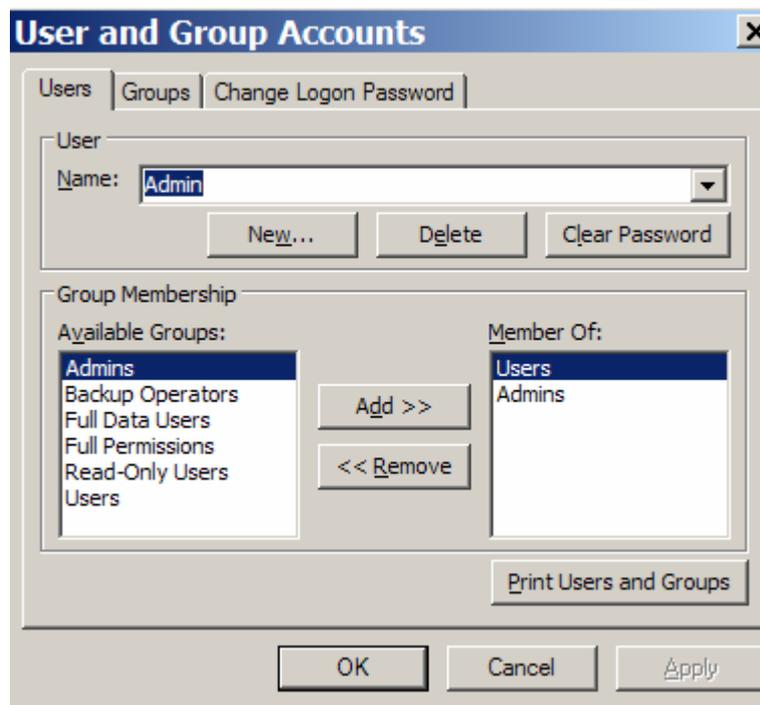 User and Group Accounts
Users Groups Change Logon Password
User
Name: Admin
New... Delete Clear Password
Group Membership
Available Groups:
Admins
Backup Operators
Full Data Users
Full Permissions
Read-Only Users
Users
Add >>
<< Remove
Member Of:
Users
Admins
Print Users and Groups
OK Cancel Apply